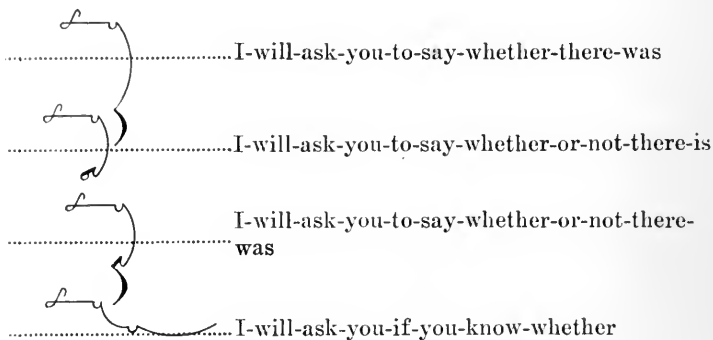 I-will-ask-you-to-say-whether-there-was
I-will-ask-you-to-say-whether-or-not-there-is
I-will-ask-you-to-say-whether-or-not-there-
was
I-will-ask-you-if-you-know-whether